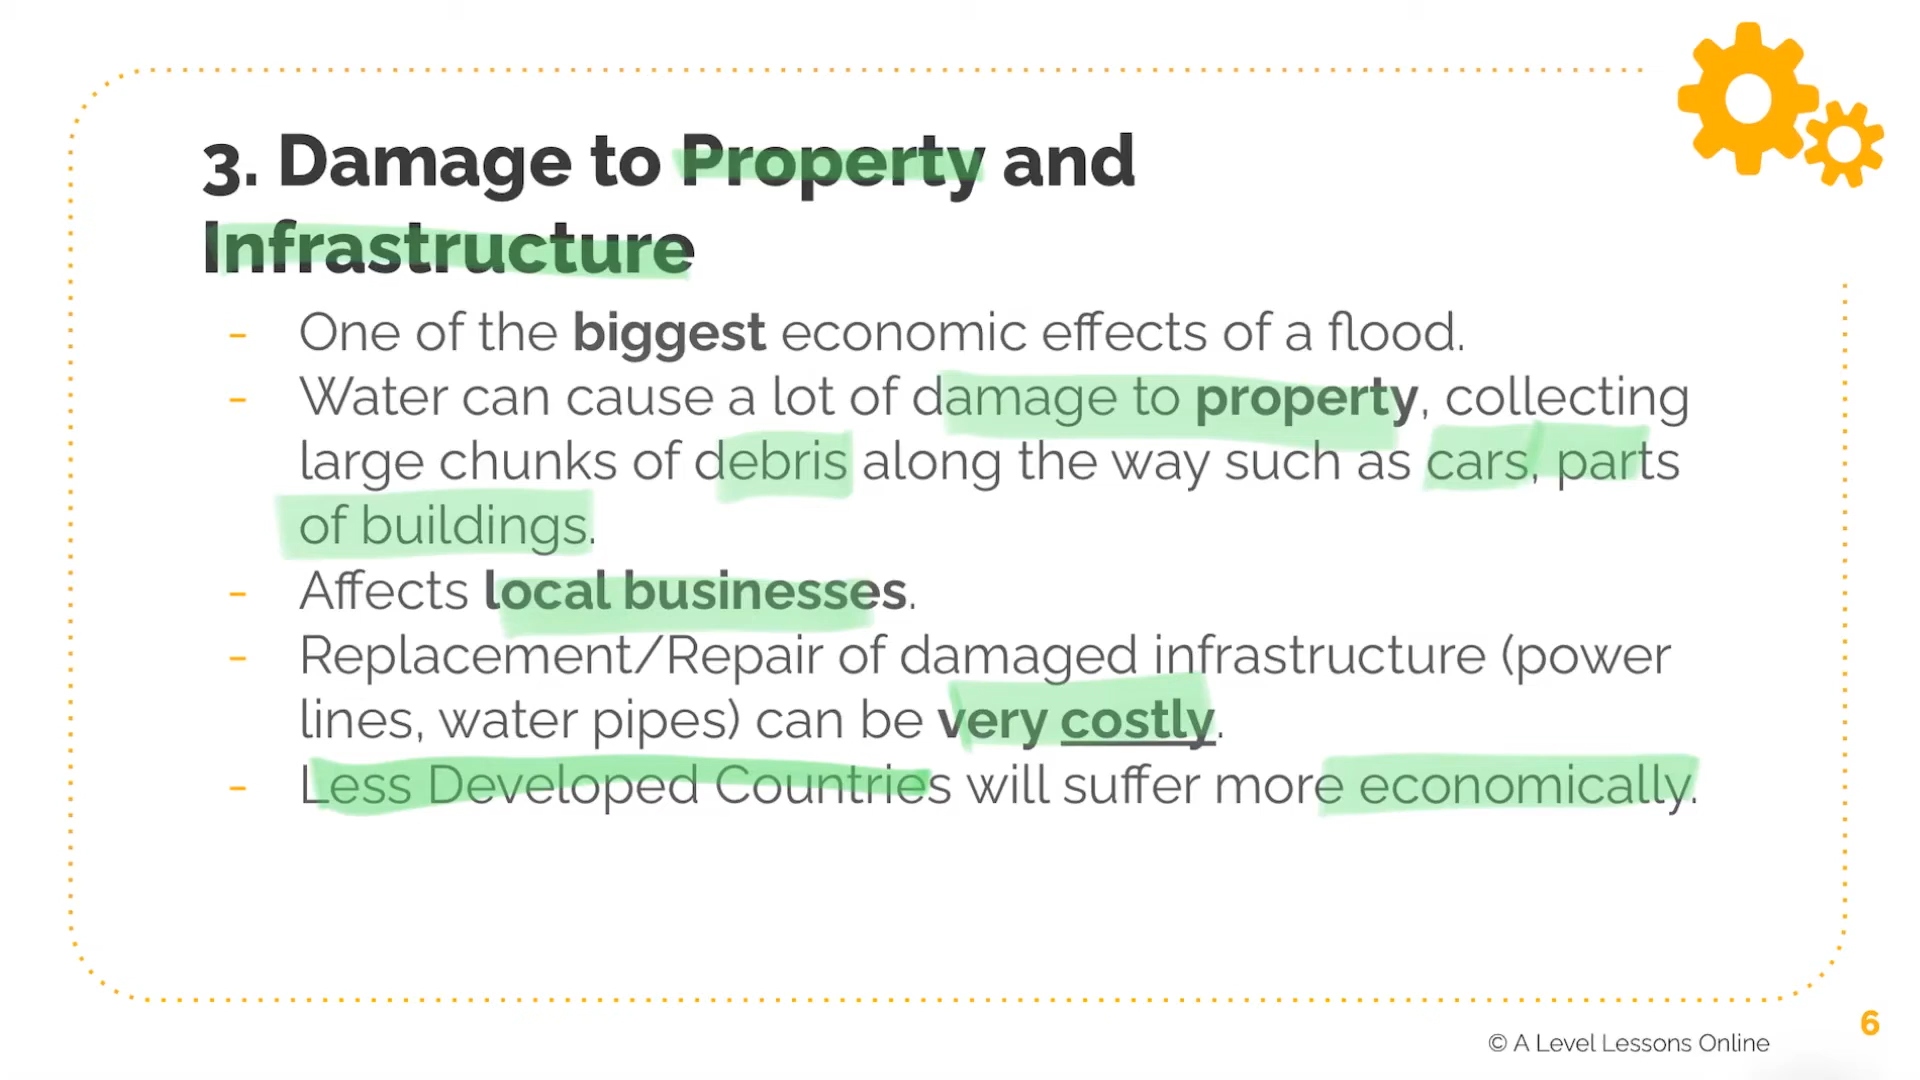 3. Damage to Property and
Infrastructure
- One of the biggest economic effects of a flood.
- Water can cause a lot of damage to property, collecting
large chunks of debris along the way such as cars, parts
of buildings.
- Affects local businesses.
- Replacement/Repair of damaged infrastructure (power
lines, water pipes) can be very costly.
- Less Developed Countries will suffer more economically.
6
© A Level Lessons Online